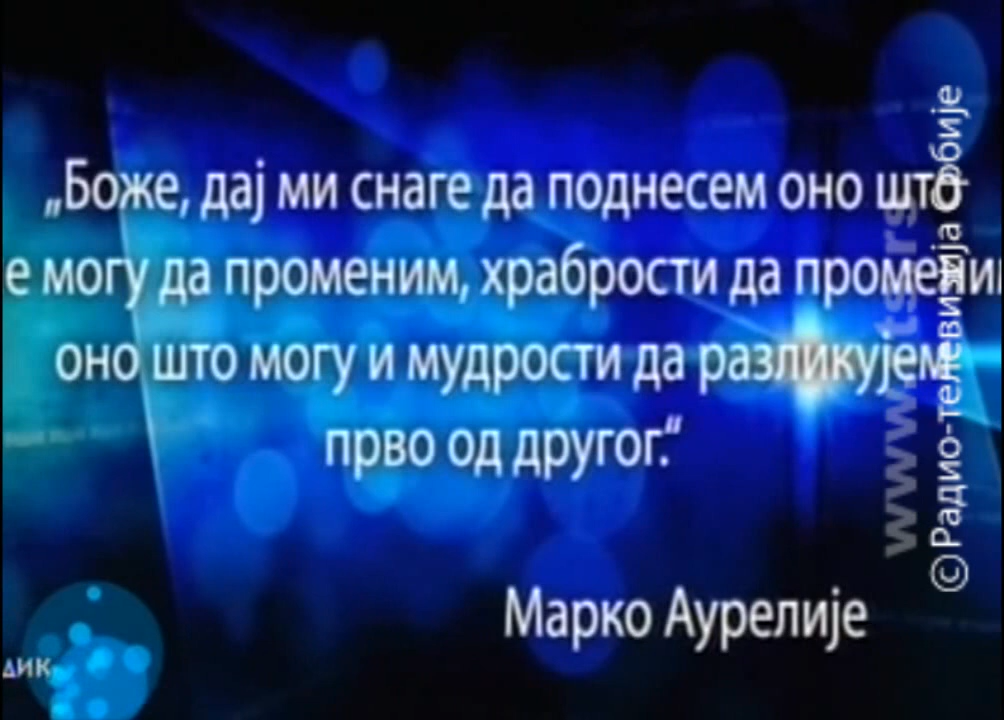 „Боже, дај ми снаге да поднесем оно што
е могу да променим, храбрости да промени
оно што могу и мудрости да разликујем
прво од другог.“
Марко Аурелије
дик
www.rts.rs
©Радио-телевизија Србије